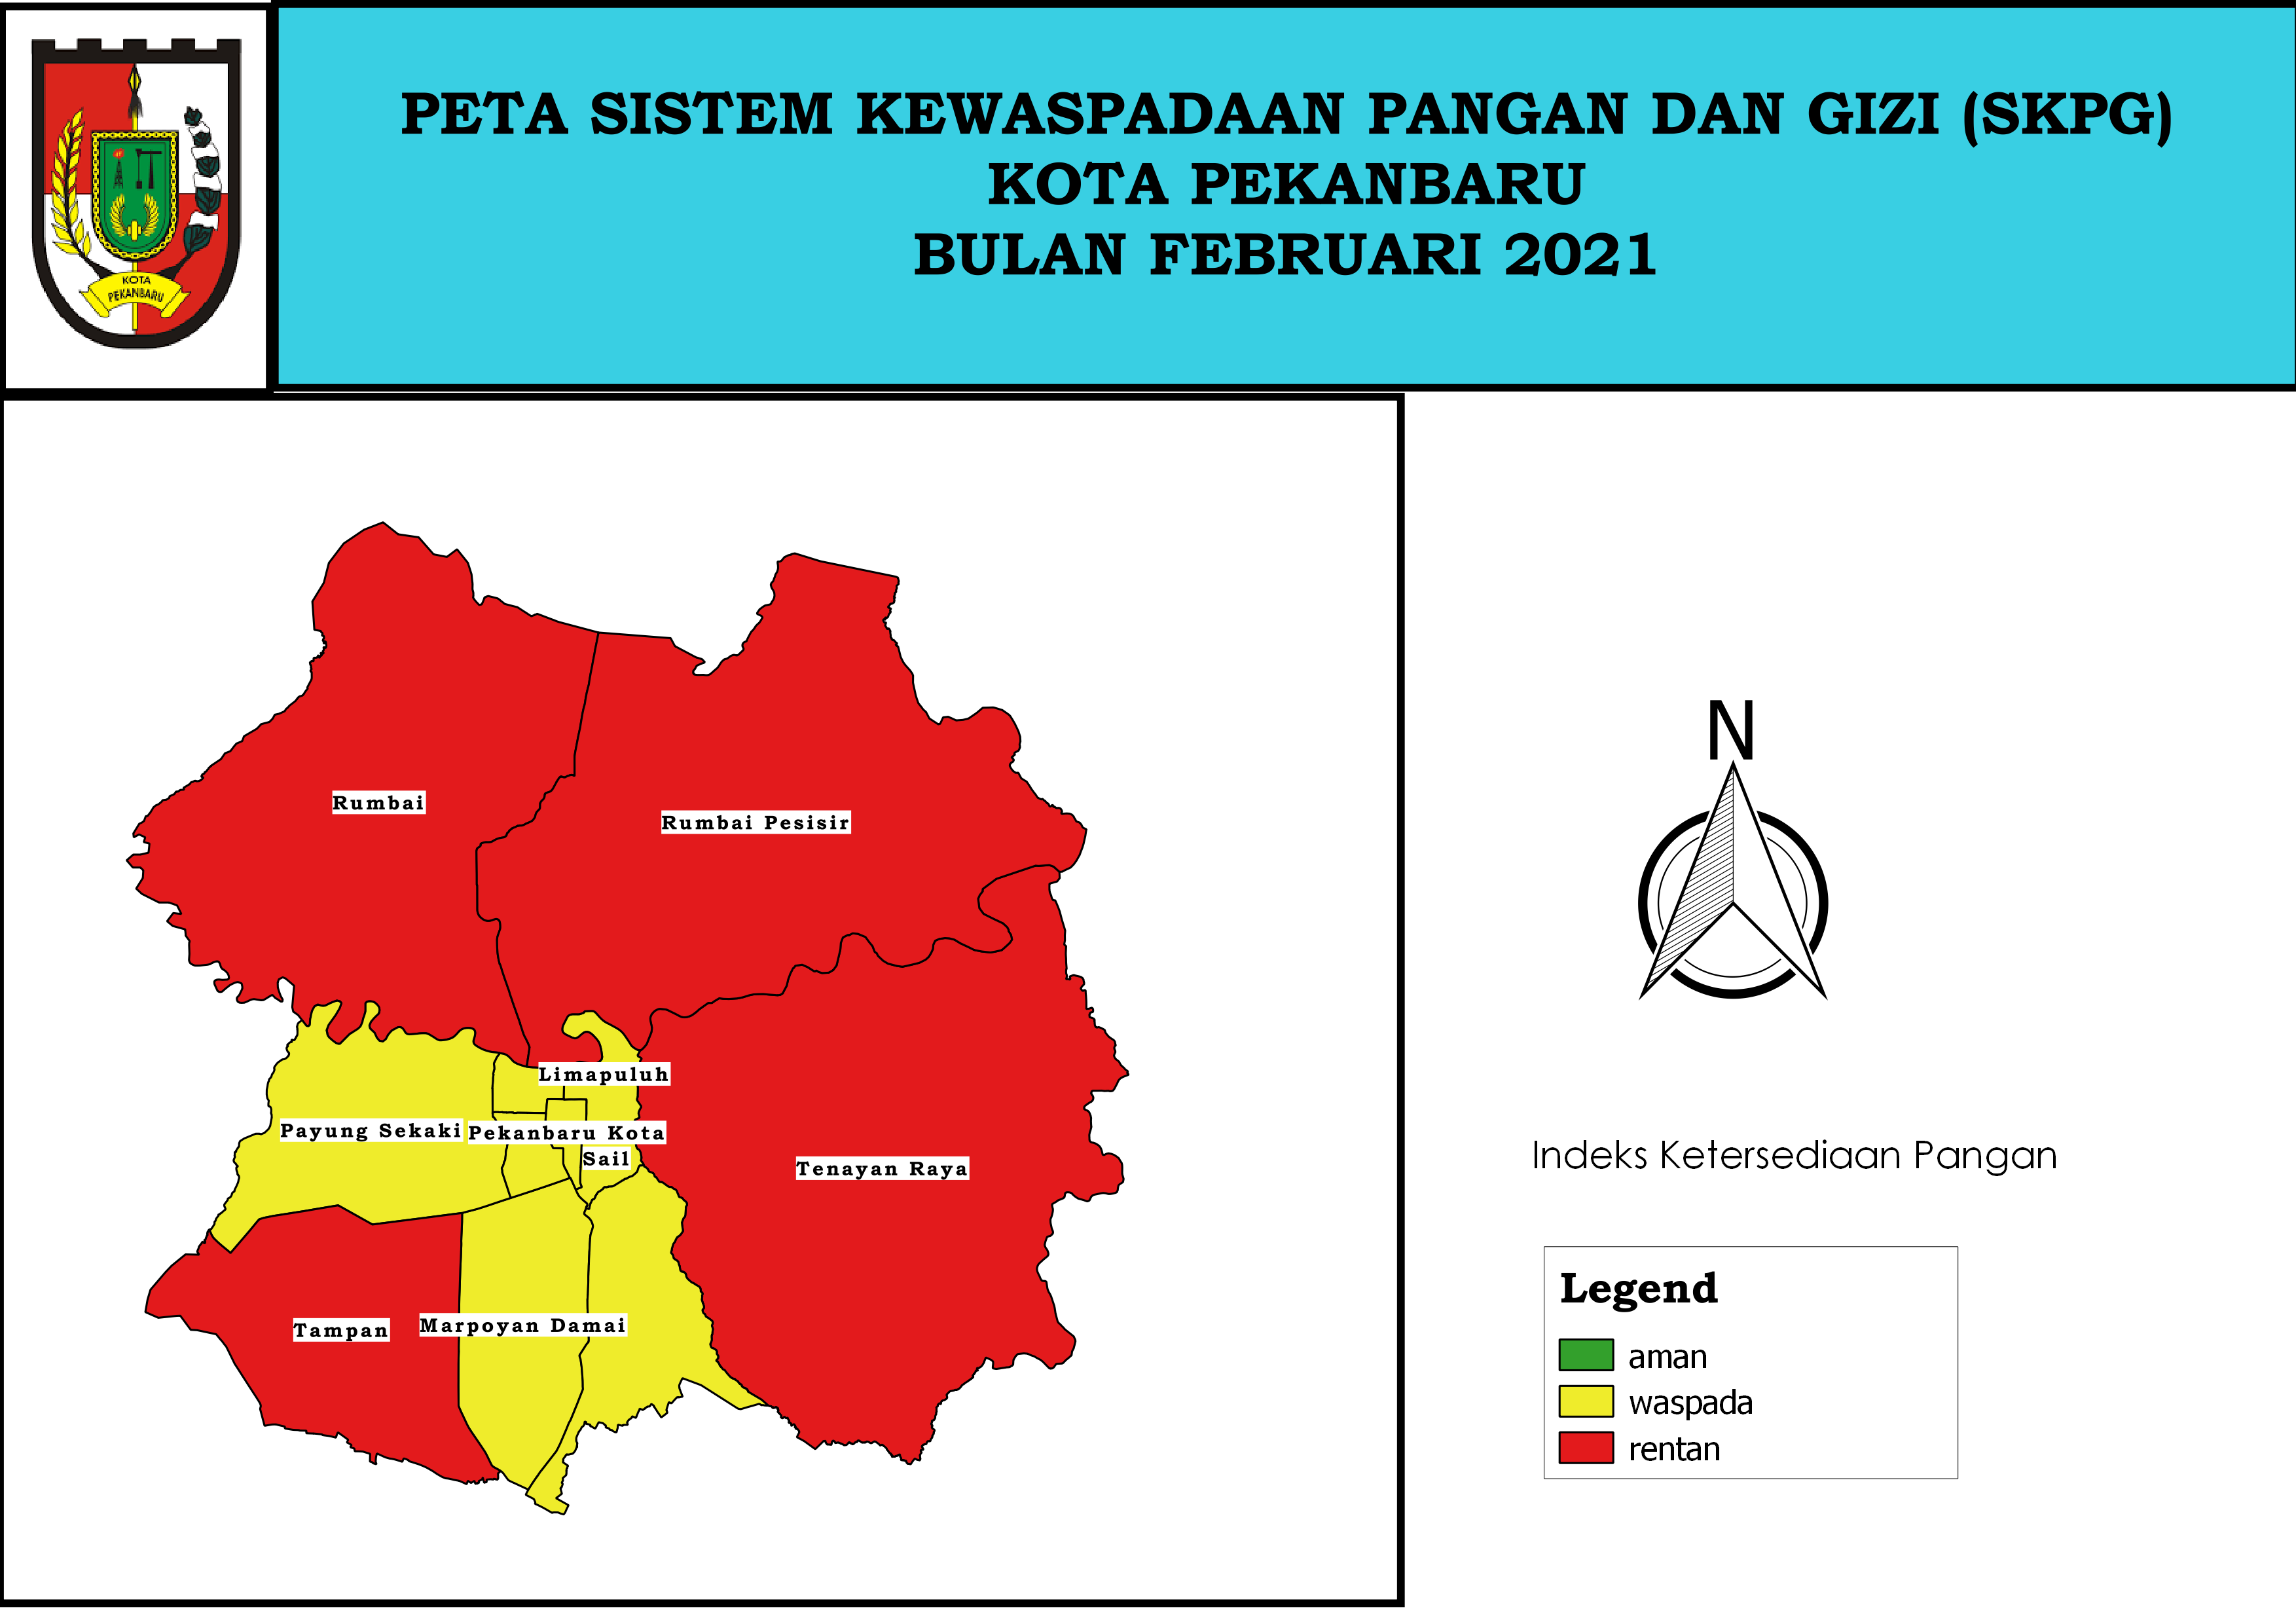 PETA SISTEM KEWASPADAAN PANGAN DAN GIZI (SKPG)
KOTA PEKANBARU
BULAN FEBRUARI 2021
KOTA
PEKANBARU
Rumbai
Rumbai Pesisir
Limapuluh
Payung Sekaki
Pekanbaru Kota
Sail
Tenayan Raya
Tampan
Marpoyan Damai
N
Indeks Ketersediaan Pangan
Legend
aman
waspada
rentan